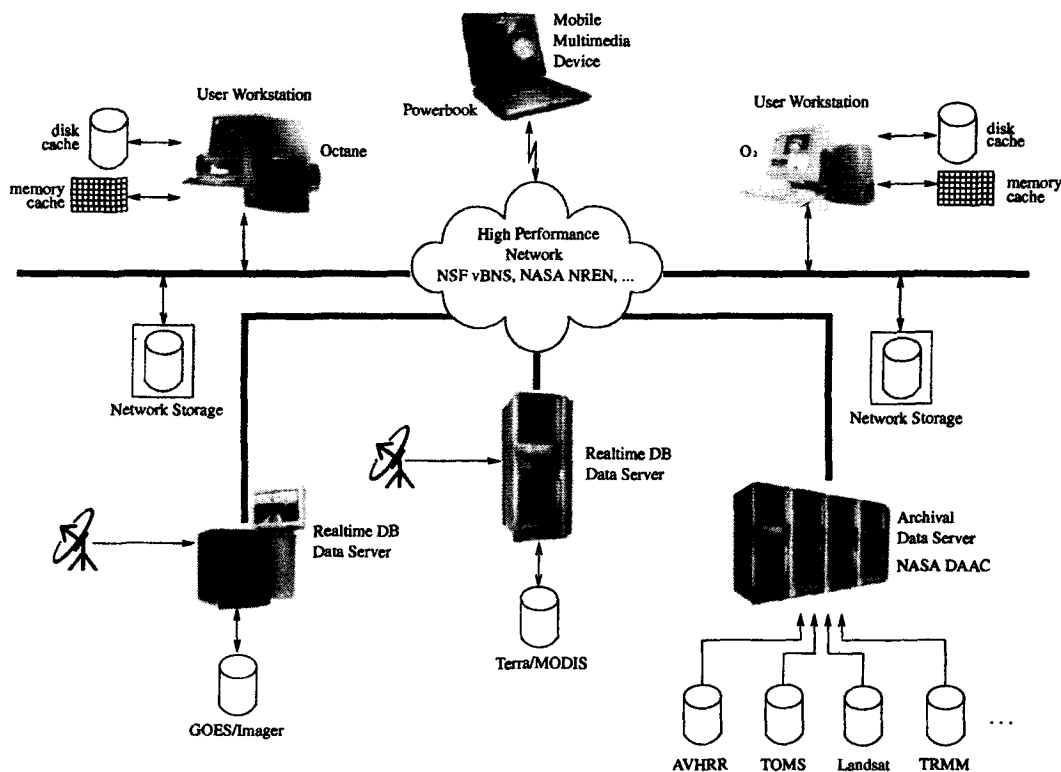 Mobile
Multimedia
Device
Powerbook
User Workstation
disk
cache
Octane
memory
cache
User Workstation
O₂
disk
cache
memory
cache
High Performance
Network
NSF vBNS, NASA NREN, ...
Network Storage
Network Storage
Realtime DB
Data Server
Realtime DB
Data Server
Archival
Data Server
NASA DAAC
Terra/MODIS
GOES/Imager
AVHRR
TOMS
Landsat
TRMM
...